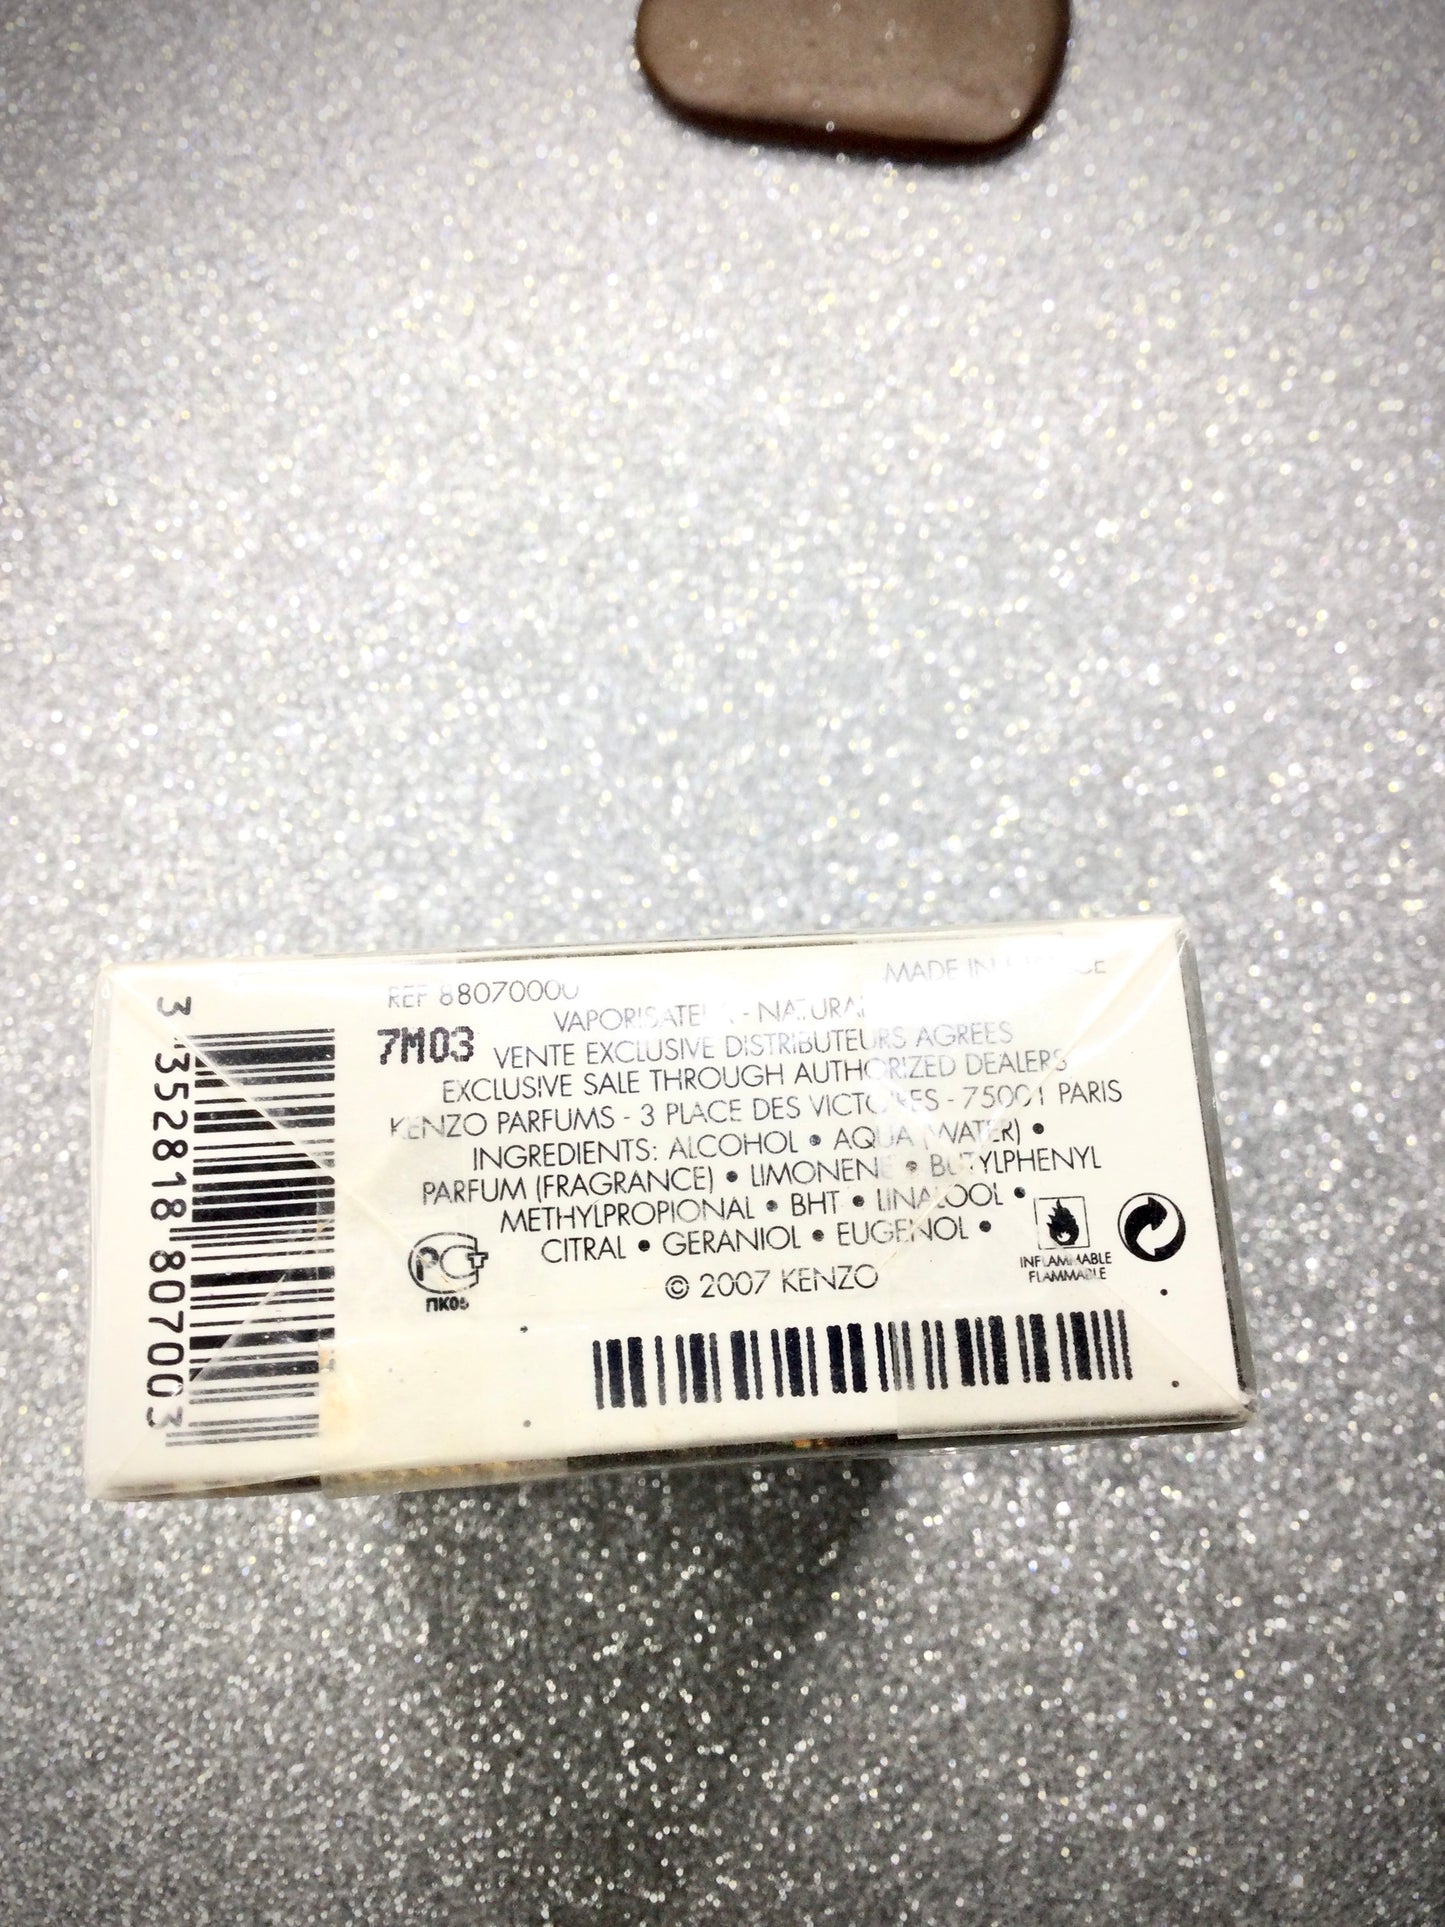 REF 88070000
MADE IN
- NATURAL
7M03
VENTE EXCLUSIVE DISTRIBUTEURS AGREES
EXCLUSIVE SALE THROUGH AUTHORIZED DEALERS
KENZO PARFUMS - 3 PLACE DES VICTOIRES - 75001 PARIS
INGREDIENTS: ALCOHOL • AQUA (WATER) •
PARFUM (FRAGRANCE) • LIMONENE • BUTYLPHENYL
METHYLPROPIONAL • BHT • LINALOOL •
CITRAL • GERANIOL • EUGENOL •
© 2007 KENZO
INFLAMMABLE
FLAMMABLE
РС
ПК05
3 352818 807003